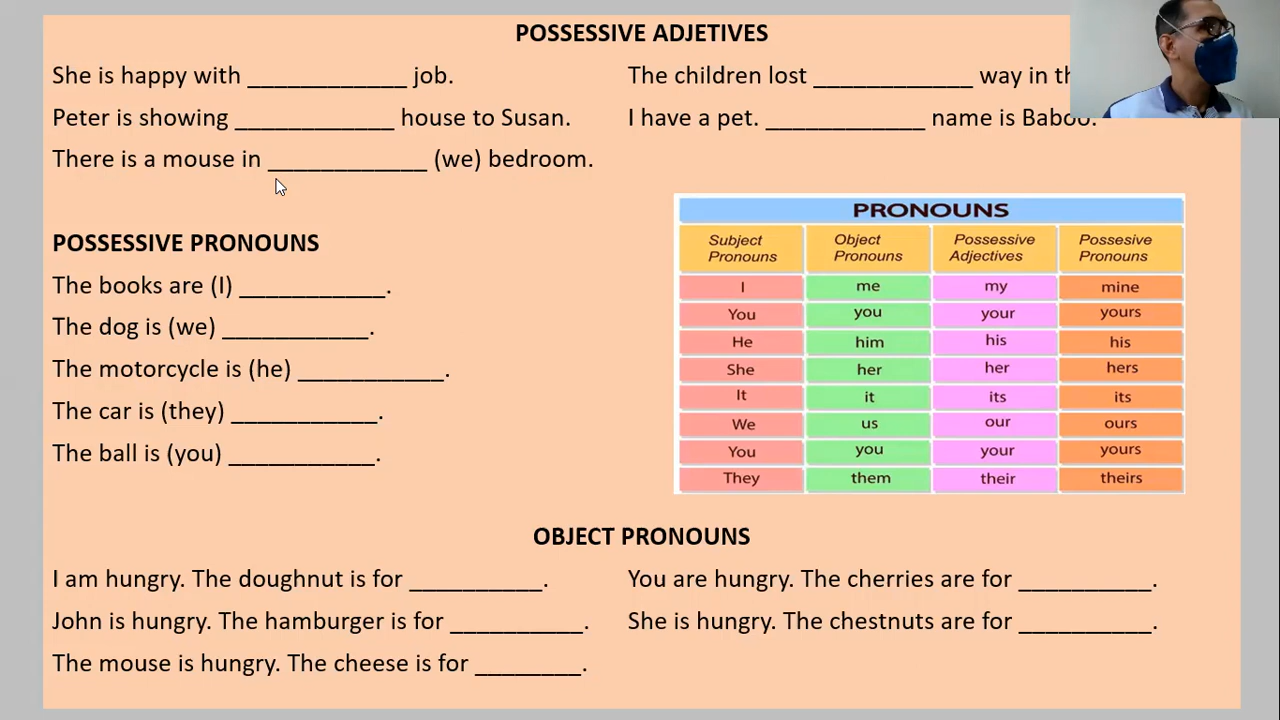 POSSESSIVE ADJETIVES
She is happy with ____________ job.
The children lost ____________ way in
Peter is showing ____________ house to Susan.
I have a pet. ____________ name is Baboo.
There is a mouse in ____________ (we) bedroom.
POSSESSIVE PRONOUNS
The books are (I) ___________.
The dog is (we) ___________.
The motorcycle is (he) ___________.
The car is (they) ___________.
The ball is (you) ___________.
PRONOUNS
Subject Pronouns Object Pronouns Possessive Adjectives Possesive Pronouns
I me my mine
You you your yours
He him his his
She her her hers
It it its its
We us our ours
You you your yours
They them their theirs
OBJECT PRONOUNS
I am hungry. The doughnut is for __________.
You are hungry. The cherries are for __________.
John is hungry. The hamburger is for __________.
She is hungry. The chestnuts are for __________.
The mouse is hungry. The cheese is for ________.